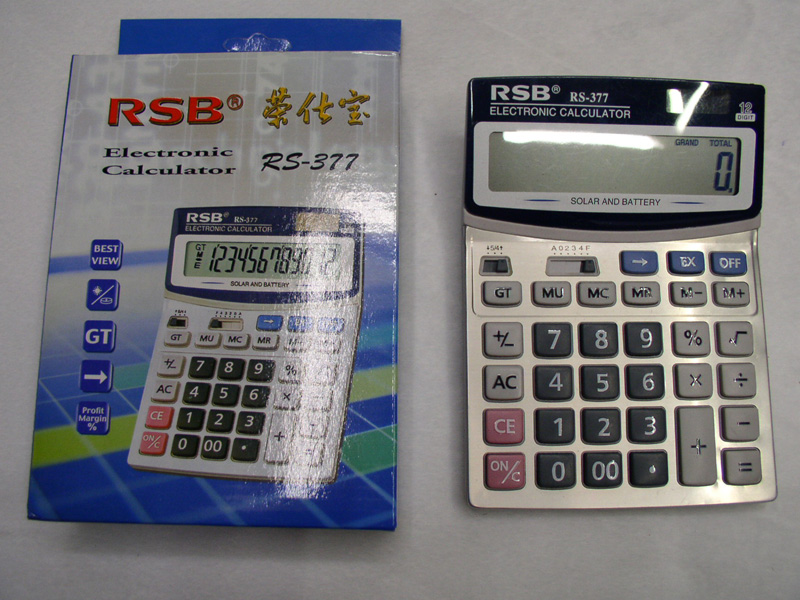 RSB® 荣仕宝
Electronic
Calculator RS-377
BEST
VIEW
GT
Profit
Margin
%
RSB® RS-377
ELECTRONIC CALCULATOR
GT
M
E
SOLAR AND BATTERY
GT MU MC MR
+/- 7 8 9 %
AC 4 5 6 ×
CE 1 2 3
ON/C 0 00 • +
RSB® RS-377
ELECTRONIC CALCULATOR
12
DIGIT
GRAND TOTAL
0.
SOLAR AND BATTERY
5/4
A 0 2 3 4 F
→ EX OFF
GT MU MC MR M− M+
+/- 7 8 9 % √
AC 4 5 6 × ÷
CE 1 2 3 + −
ON/C 0 00 • =